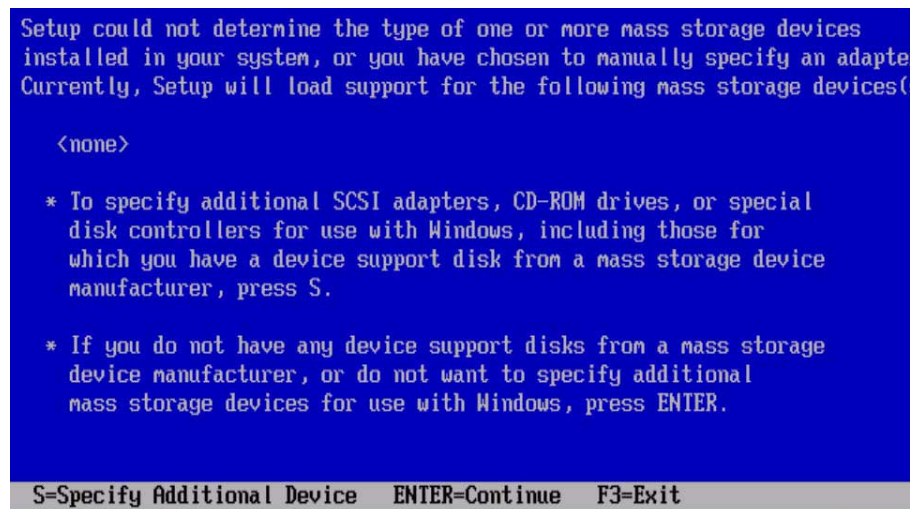 Setup could not determine the type of one or more mass storage devices
installed in your system, or you have chosen to manually specify an adapte
Currently, Setup will load support for the following mass storage devices(
<none>
* To specify additional SCSI adapters, CD-ROM drives, or special
disk controllers for use with Windows, including those for
which you have a device support disk from a mass storage device
manufacturer, press S.
* If you do not have any device support disks from a mass storage
device manufacturer, or do not want to specify additional
mass storage devices for use with Windows, press ENTER.
S=Specify Additional Device ENTER=Continue F3=Exit